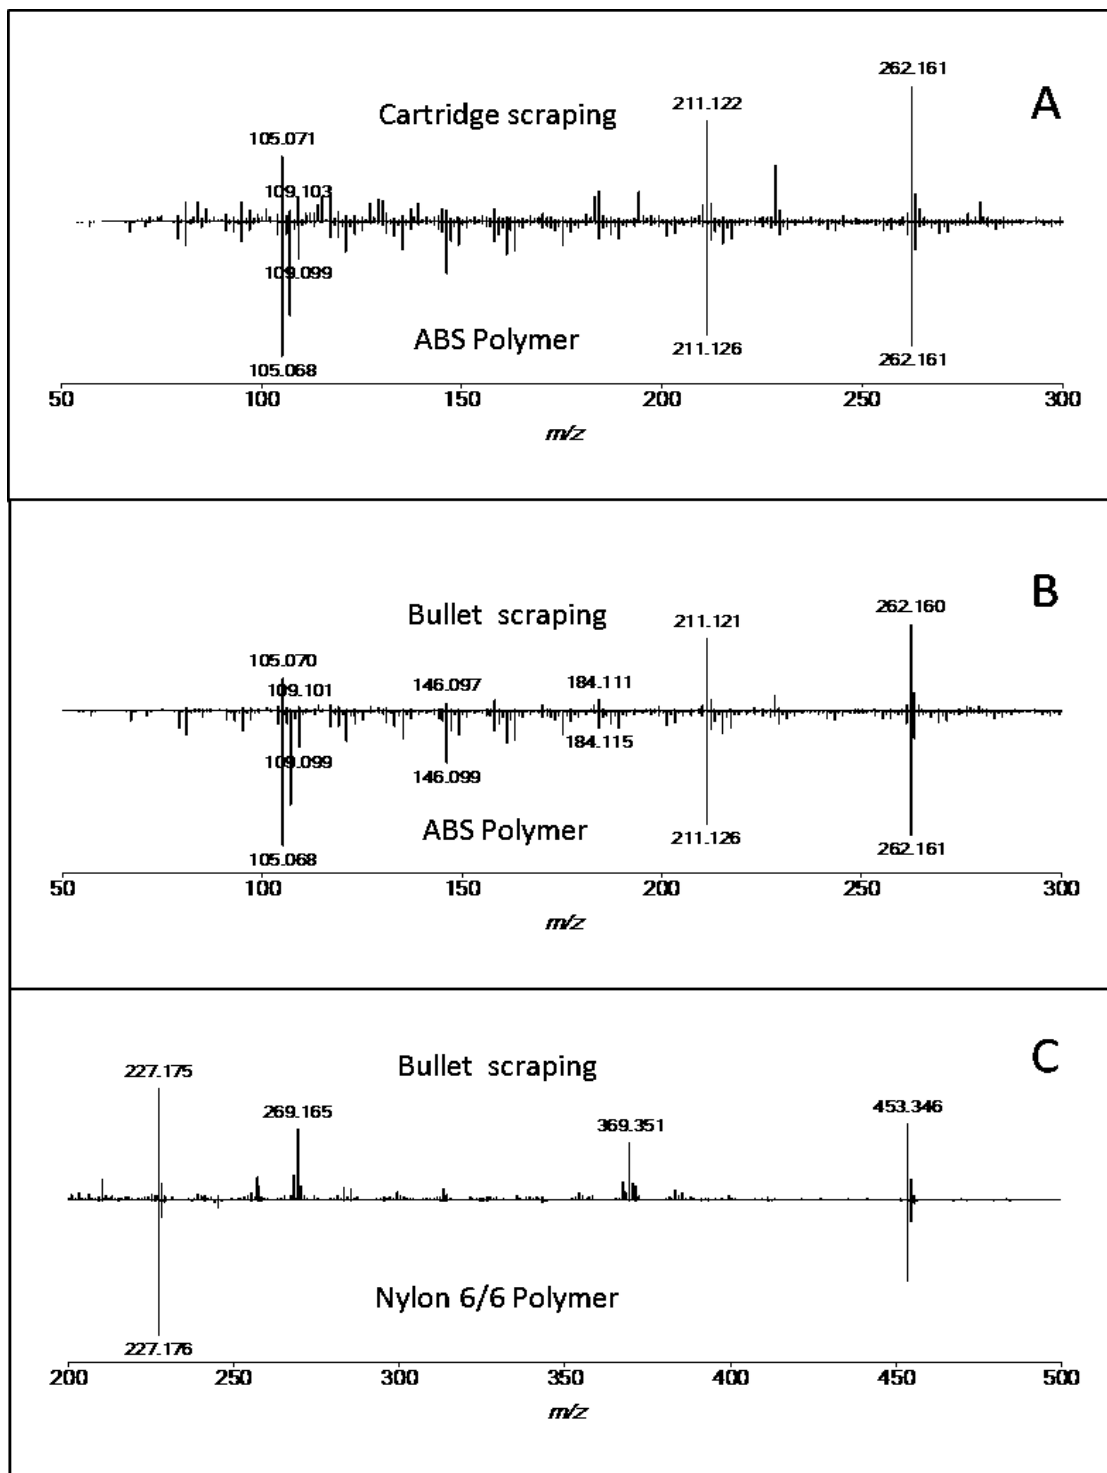 A
262.161
211.122
Cartridge scraping
105.071
109.103
109.099
ABS Polymer
211.126
262.161
105.068
50 100 150 200 250 300
m/z
B
262.160
Bullet scraping
211.121
105.070
109.101 146.097 184.111
109.099 146.099 184.115
ABS Polymer
211.126
262.161
105.068
50 100 150 200 250 300
m/z
C
Bullet scraping
227.175
269.165
369.351
453.346
Nylon 6/6 Polymer
227.176
200 250 300 350 400 450 500
m/z